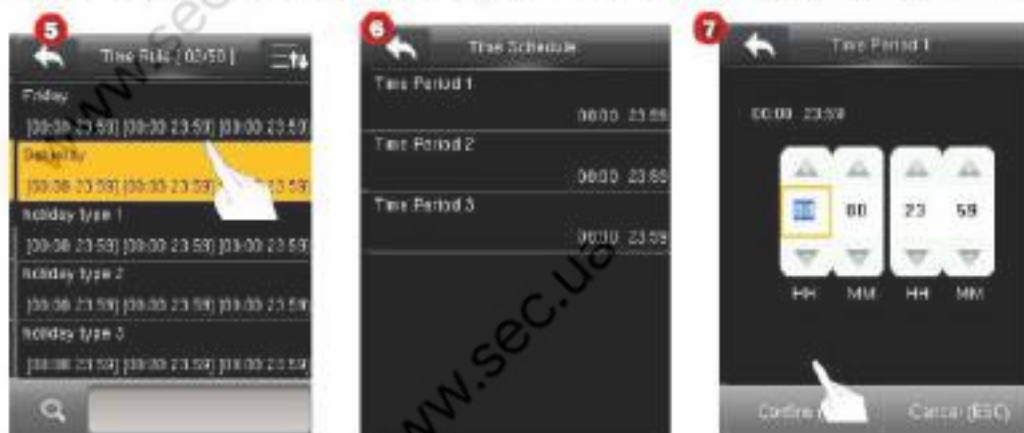 5
Time Rule [ 02/50 ]
Friday
[00:00 23:59] [00:00 23:59] [00:00 23:59]
[00:00 23:59] [00:00 23:59]
holiday type 1
[00:00 23:59] [00:00 23:59] [00:00 23:59]
holiday type 2
[00:00 23:59] [00:00 23:59] [00:00 23:59]
holiday type 3
[00:00 23:59] [00:00 23:59] [00:00 23:59]
6
Time Schedule
Time Period 1
00:00 23:59
Time Period 2
00:00 23:59
Time Period 3
00:00 23:59
7
Time Period 1
00:00 23:59
00 00 23 59
HH MM HH MM
Cancel (ESC)
www.sec.ua